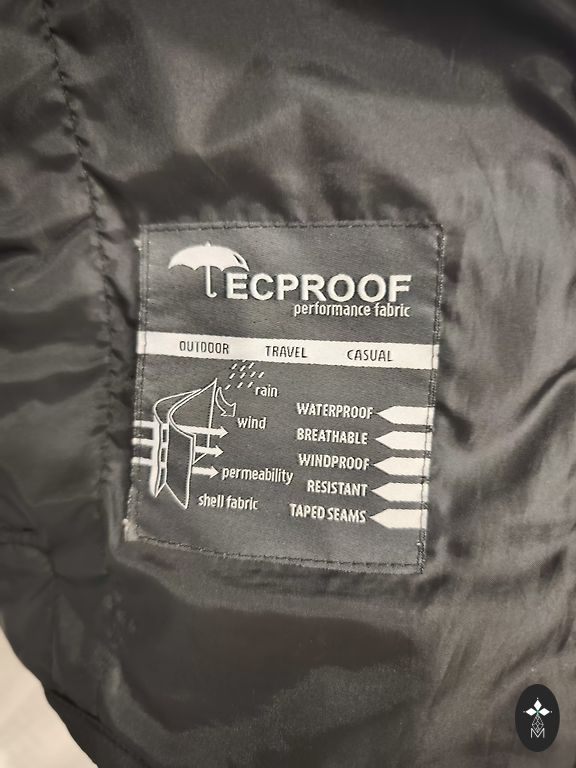 TECPROOF
performance fabric
OUTDOOR TRAVEL CASUAL
rain
wind
permeability
shell fabric
WATERPROOF
BREATHABLE
WINDPROOF
RESISTANT
TAPED SEAMS
M